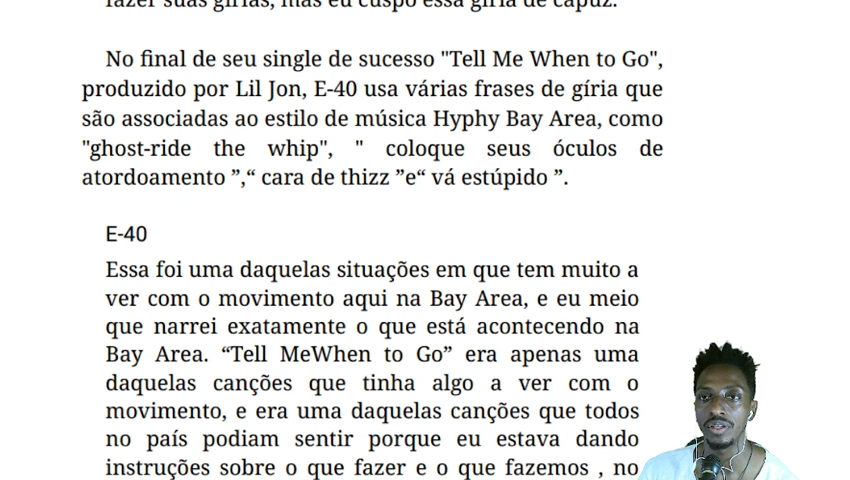 fazer suas gírias, mas eu cuspo essa gíria de capuz.
No final de seu single de sucesso "Tell Me When to Go",
produzido por Lil Jon, E-40 usa várias frases de gíria que
são associadas ao estilo de música Hyphy Bay Area, como
"ghost-ride the whip", " coloque seus óculos de
atordoamento ”,“ cara de thizz ”e“ vá estúpido ”.
E-40
Essa foi uma daquelas situações em que tem muito a
ver com o movimento aqui na Bay Area, e eu meio
que narrei exatamente o que está acontecendo na
Bay Area. “Tell MeWhen to Go” era apenas uma
daquelas canções que tinha algo a ver com o
movimento, e era uma daquelas canções que todos
no país podiam sentir porque eu estava dando
instruções sobre o que fazer e o que fazemos , no